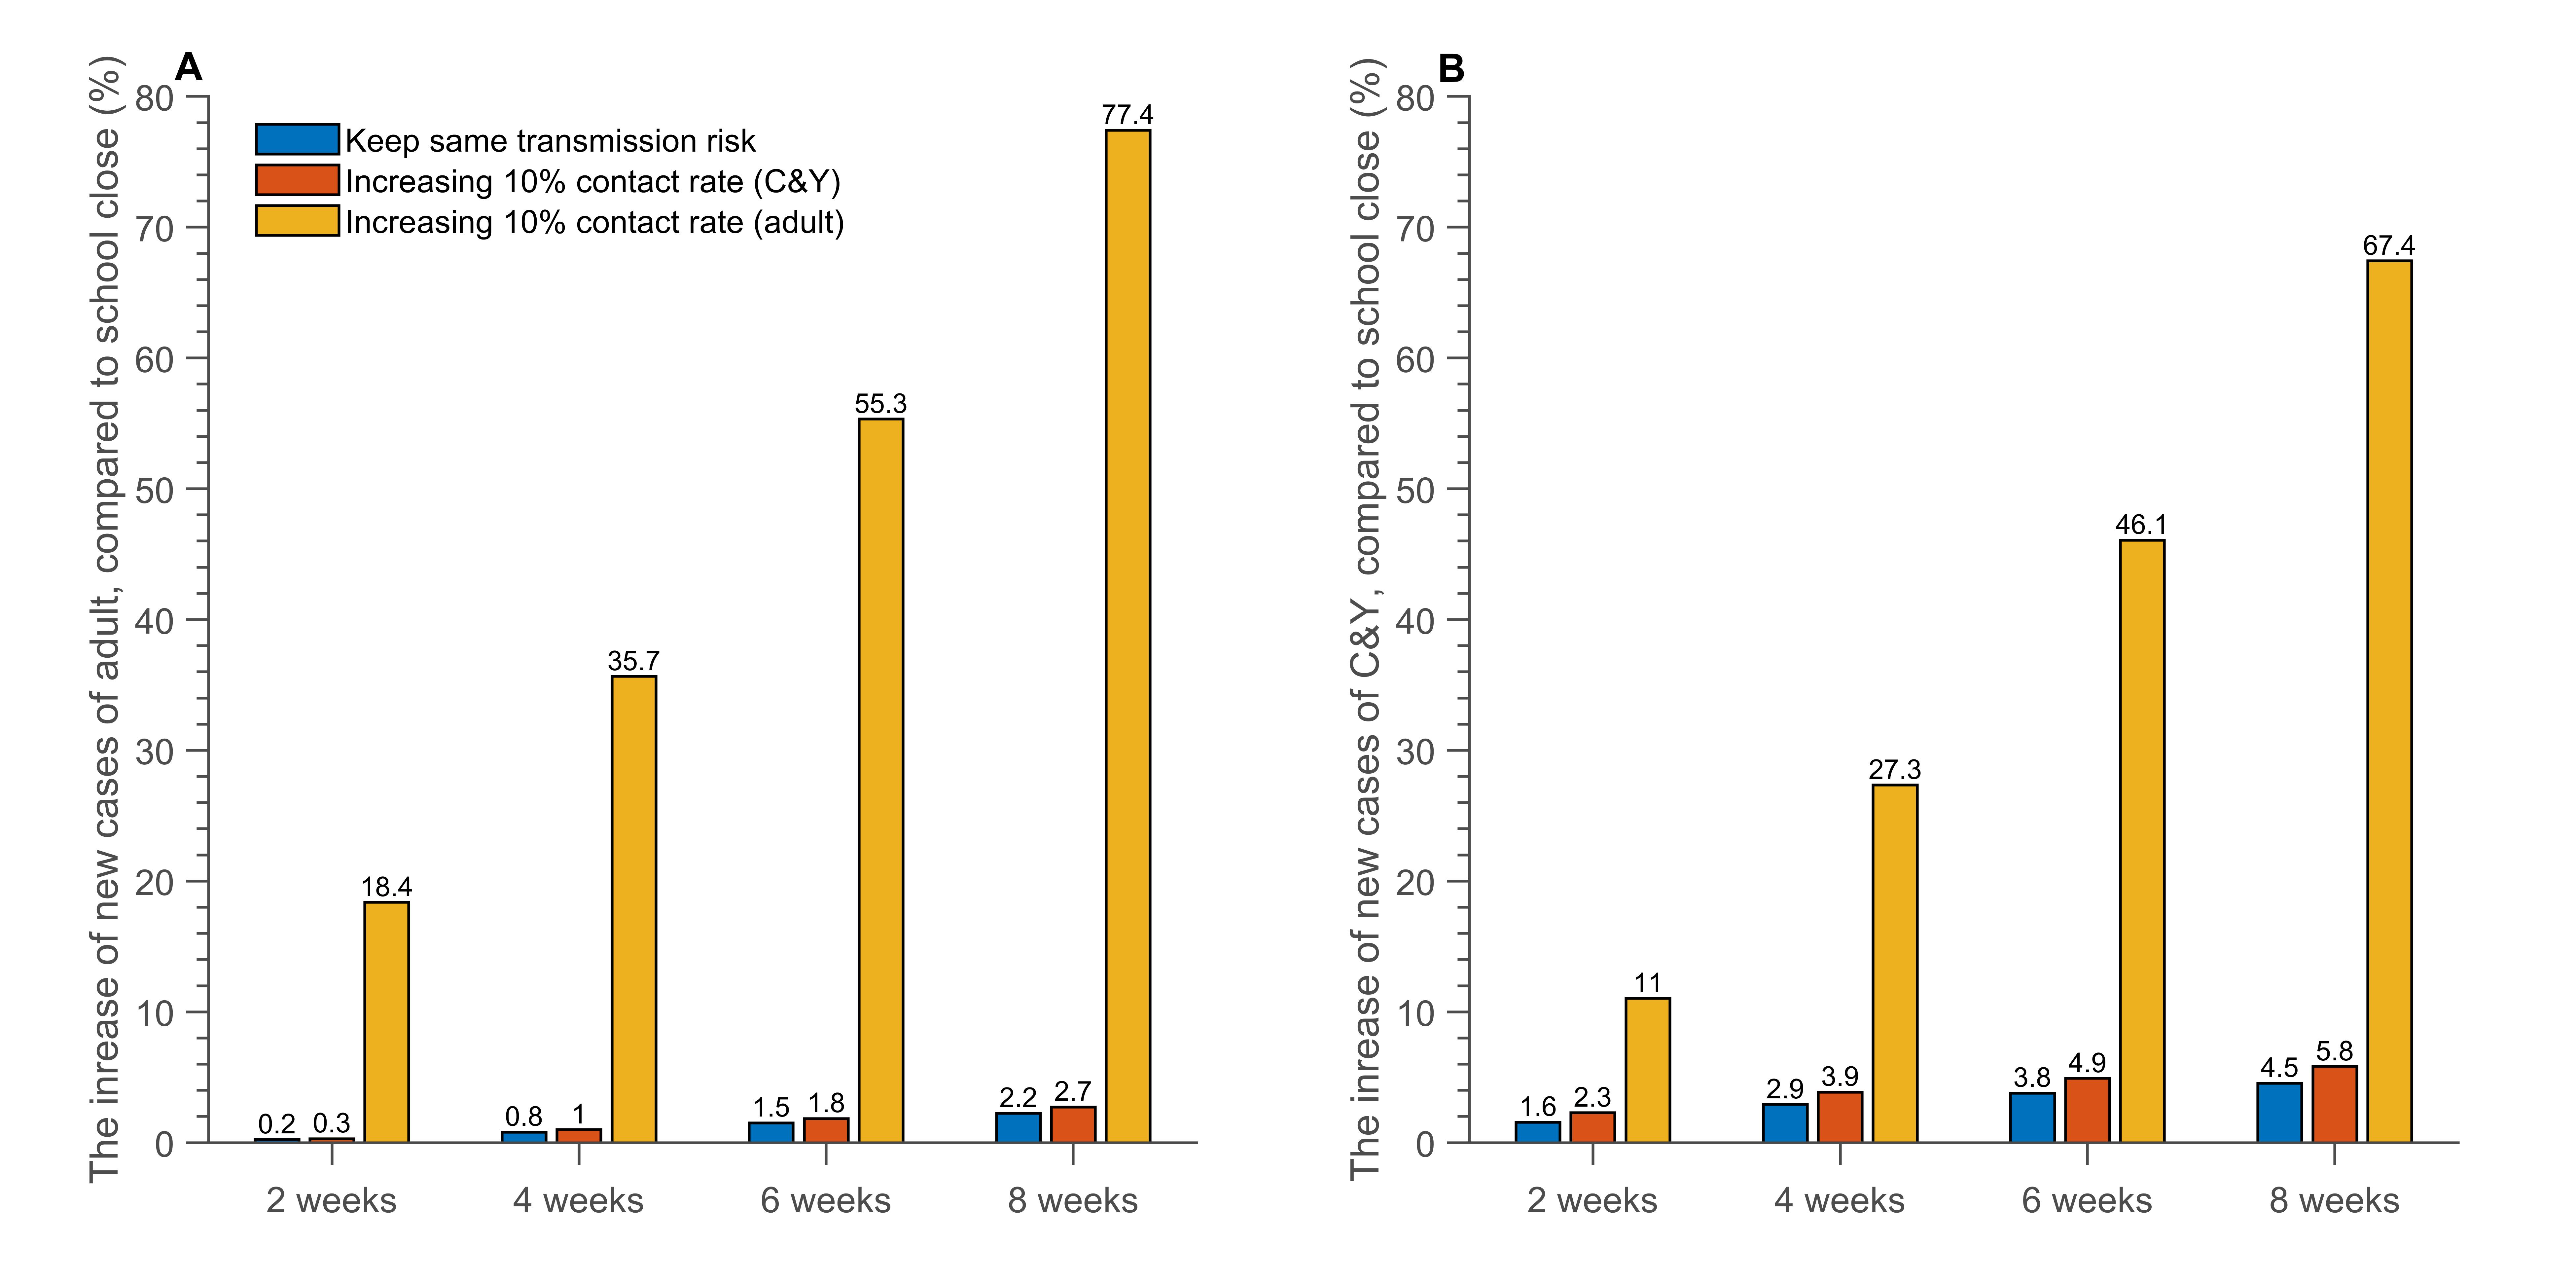 A
The inrease of new cases of adult, compared to school close (%)
80
70
60
50
40
30
20
10
0
Keep same transmission risk
Increasing 10% contact rate (C&Y)
Increasing 10% contact rate (adult)
0.2
0.3
18.4
0.8
1
35.7
1.5
1.8
55.3
2.2
2.7
77.4
2 weeks
4 weeks
6 weeks
8 weeks
B
The inrease of new cases of C&Y, compared to school close (%)
80
70
60
50
40
30
20
10
0
1.6
2.3
11
2.9
3.9
27.3
3.8
4.9
46.1
4.5
5.8
67.4
2 weeks
4 weeks
6 weeks
8 weeks